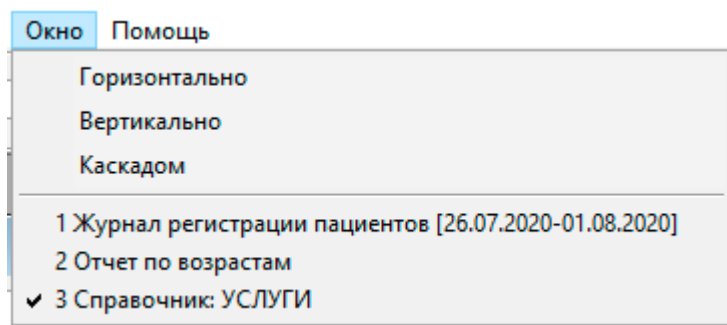 Окно Помощь
Горизонтально
Вертикально
Каскадом
1 Журнал регистрации пациентов [26.07.2020-01.08.2020]
2 Отчет по возрастам
✔ 3 Справочник: УСЛУГИ